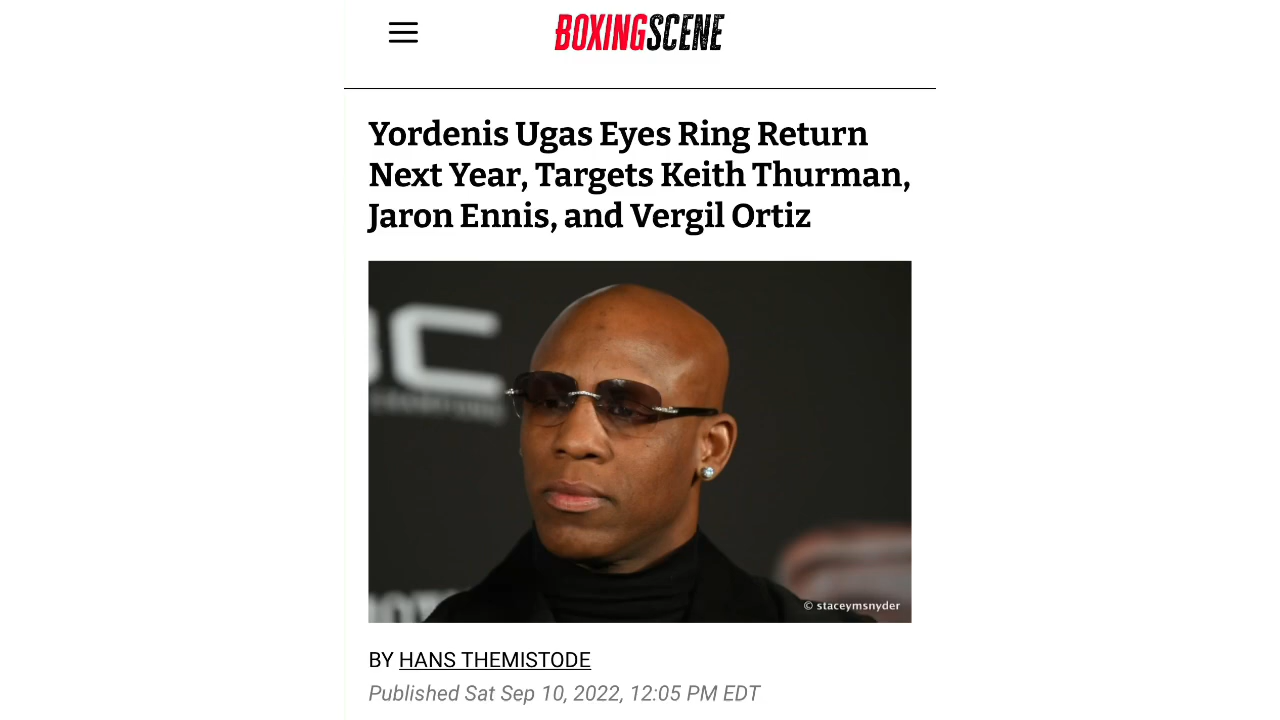 BOXINGSCENE
Yordenis Ugas Eyes Ring Return
Next Year, Targets Keith Thurman,
Jaron Ennis, and Vergil Ortiz
C
© staceymsnyder
BY HANS THEMISTODE
Published Sat Sep 10, 2022, 12:05 PM EDT